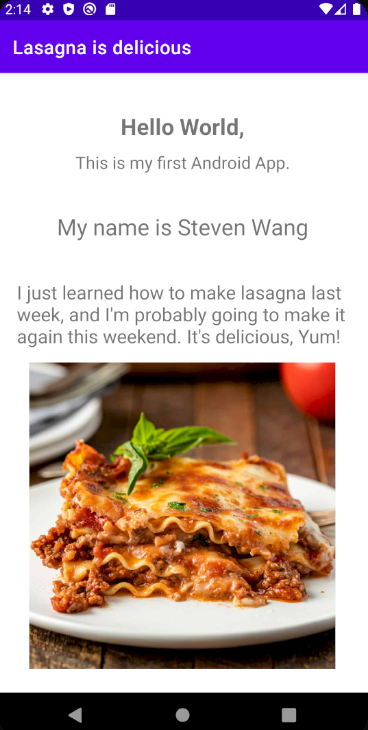 2:14
Lasagna is delicious
Hello World,
This is my first Android App.
My name is Steven Wang
I just learned how to make lasagna last
week, and I'm probably going to make it
again this weekend. It's delicious, Yum!